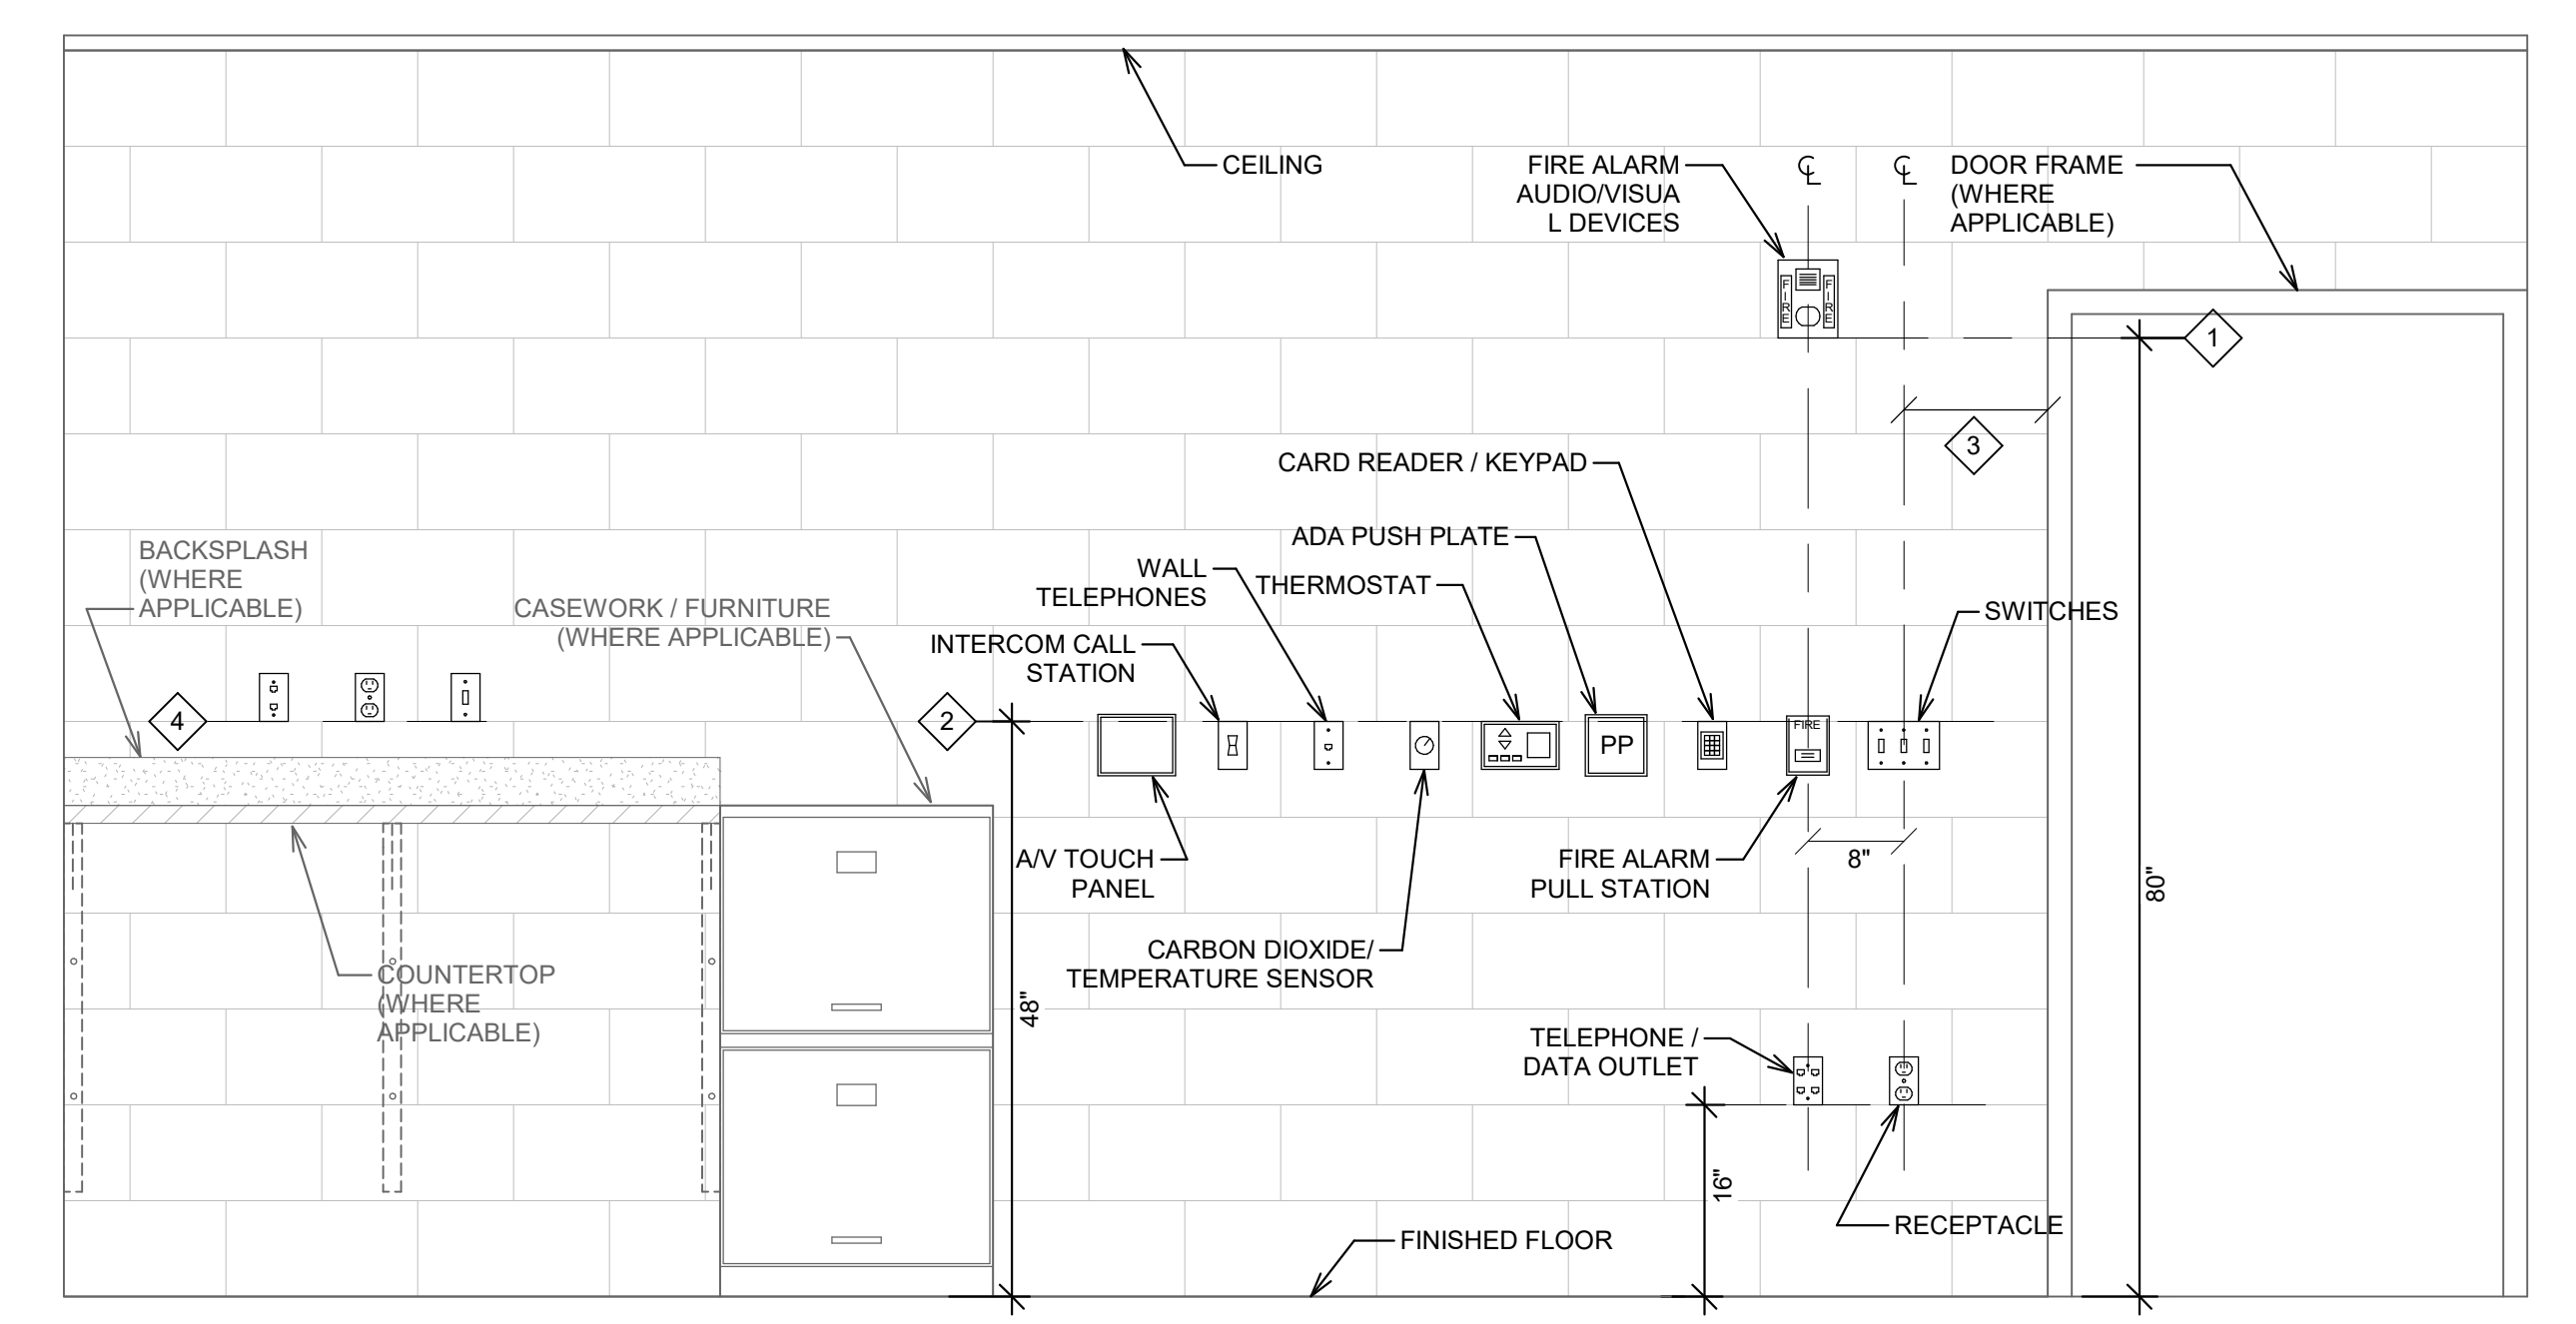 CEILING
FIRE ALARM
AUDIO/VISUA
L DEVICES
℄
℄
DOOR FRAME
(WHERE
APPLICABLE)
FIRE
FIRE
1
3
CARD READER / KEYPAD
ADA PUSH PLATE
WALL
TELEPHONES
THERMOSTAT
BACKSPLASH
(WHERE
APPLICABLE)
CASEWORK / FURNITURE
(WHERE APPLICABLE)
INTERCOM CALL
STATION
SWITCHES
4
2
PP
FIRE
A/V TOUCH
PANEL
FIRE ALARM
PULL STATION
8"
80"
CARBON DIOXIDE/
TEMPERATURE SENSOR
COUNTERTOP
(WHERE
APPLICABLE)
48"
TELEPHONE /
DATA OUTLET
16"
RECEPTACLE
FINISHED FLOOR